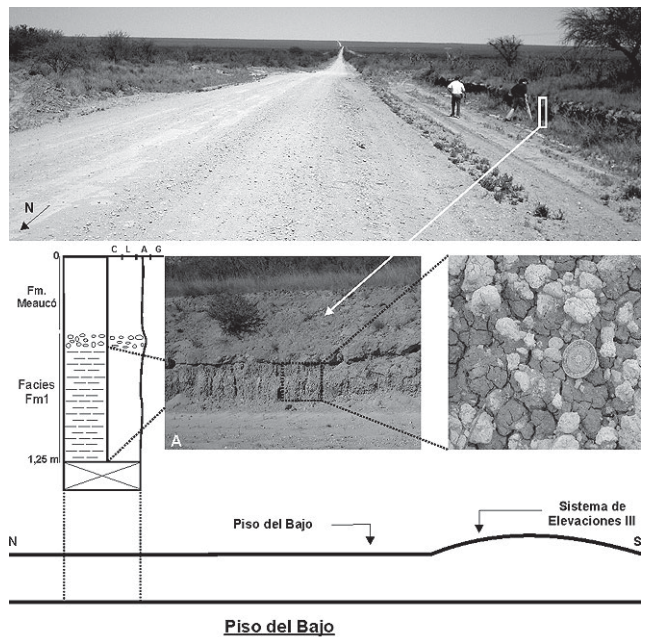 N
0
C L A G
Fm.
Meaucó
Facies
Fm1
1,25 m
A
Piso del Bajo
Sistema de
Elevaciones III
N
S
Piso del Bajo